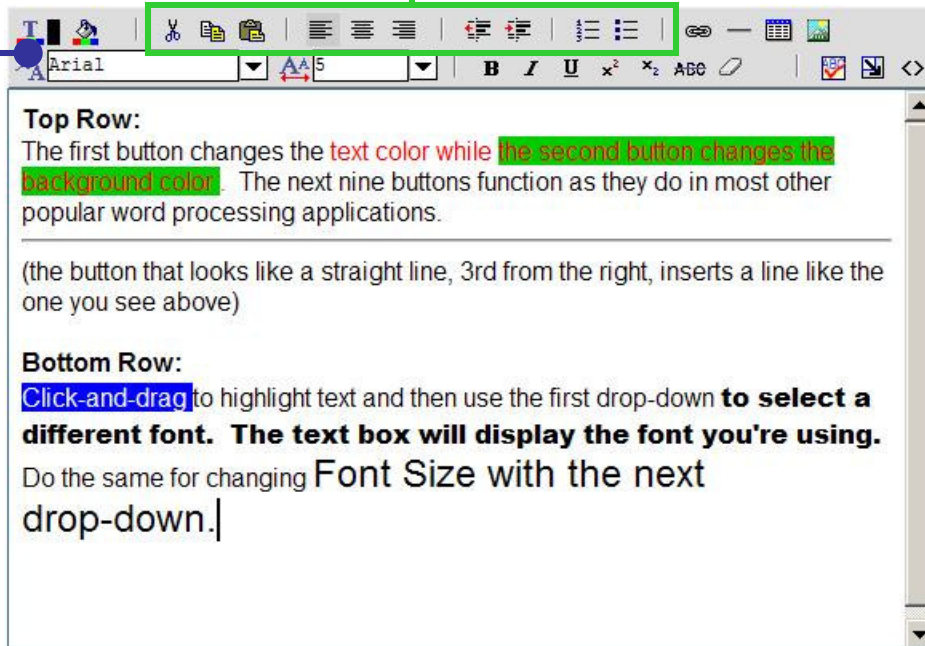 Arial 5 B I U x² x₂ ABC
Top Row:
The first button changes the text color while the second button changes the
background color . The next nine buttons function as they do in most other
popular word processing applications.
(the button that looks like a straight line, 3rd from the right, inserts a line like the
one you see above)
Bottom Row:
Click-and-drag to highlight text and then use the first drop-down to select a
different font. The text box will display the font you're using.
Do the same for changing Font Size with the next
drop-down.